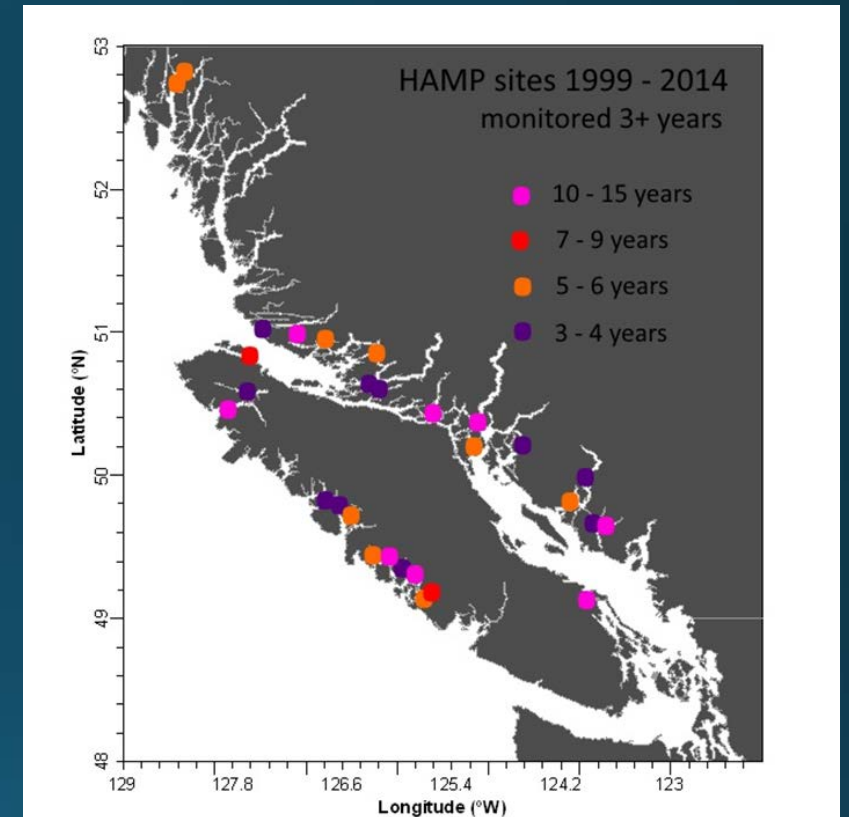 HAMP sites 1999 - 2014
monitored 3+ years
10 - 15 years
7 - 9 years
5 - 6 years
3 - 4 years
53
52
51
50
49
48
Latitude (°N)
129 127.8 126.6 125.4 124.2 123
Longitude (°W)